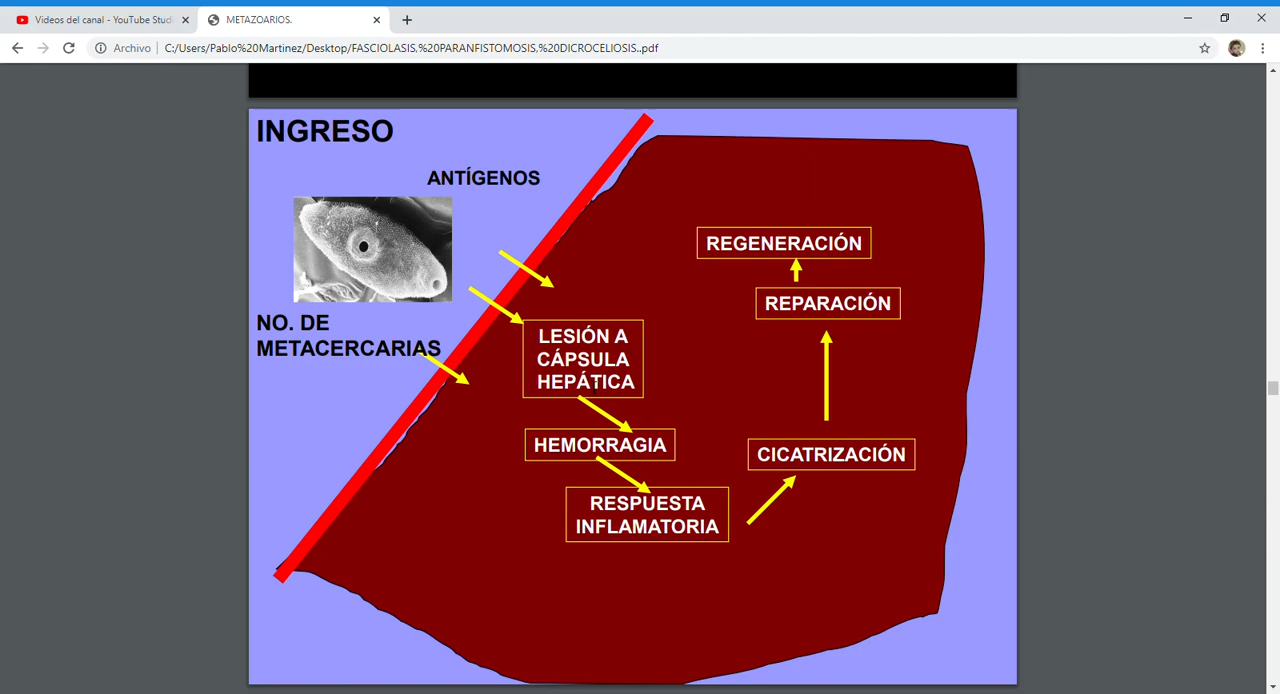 Videos del canal - YouTube Stud
METAZOARIOS.
Archivo
C:/Users/Pablo%20Martinez/Desktop/FASCIOLASIS,%20PARANFISTOMOSIS,%20DICROCELIOSIS..pdf
INGRESO
ANTÍGENOS
NO. DE
METACERCARIAS
LESIÓN A
CÁPSULA
HEPÁTICA
HEMORRAGIA
RESPUESTA
INFLAMATORIA
CICATRIZACIÓN
REPARACIÓN
REGENERACIÓN